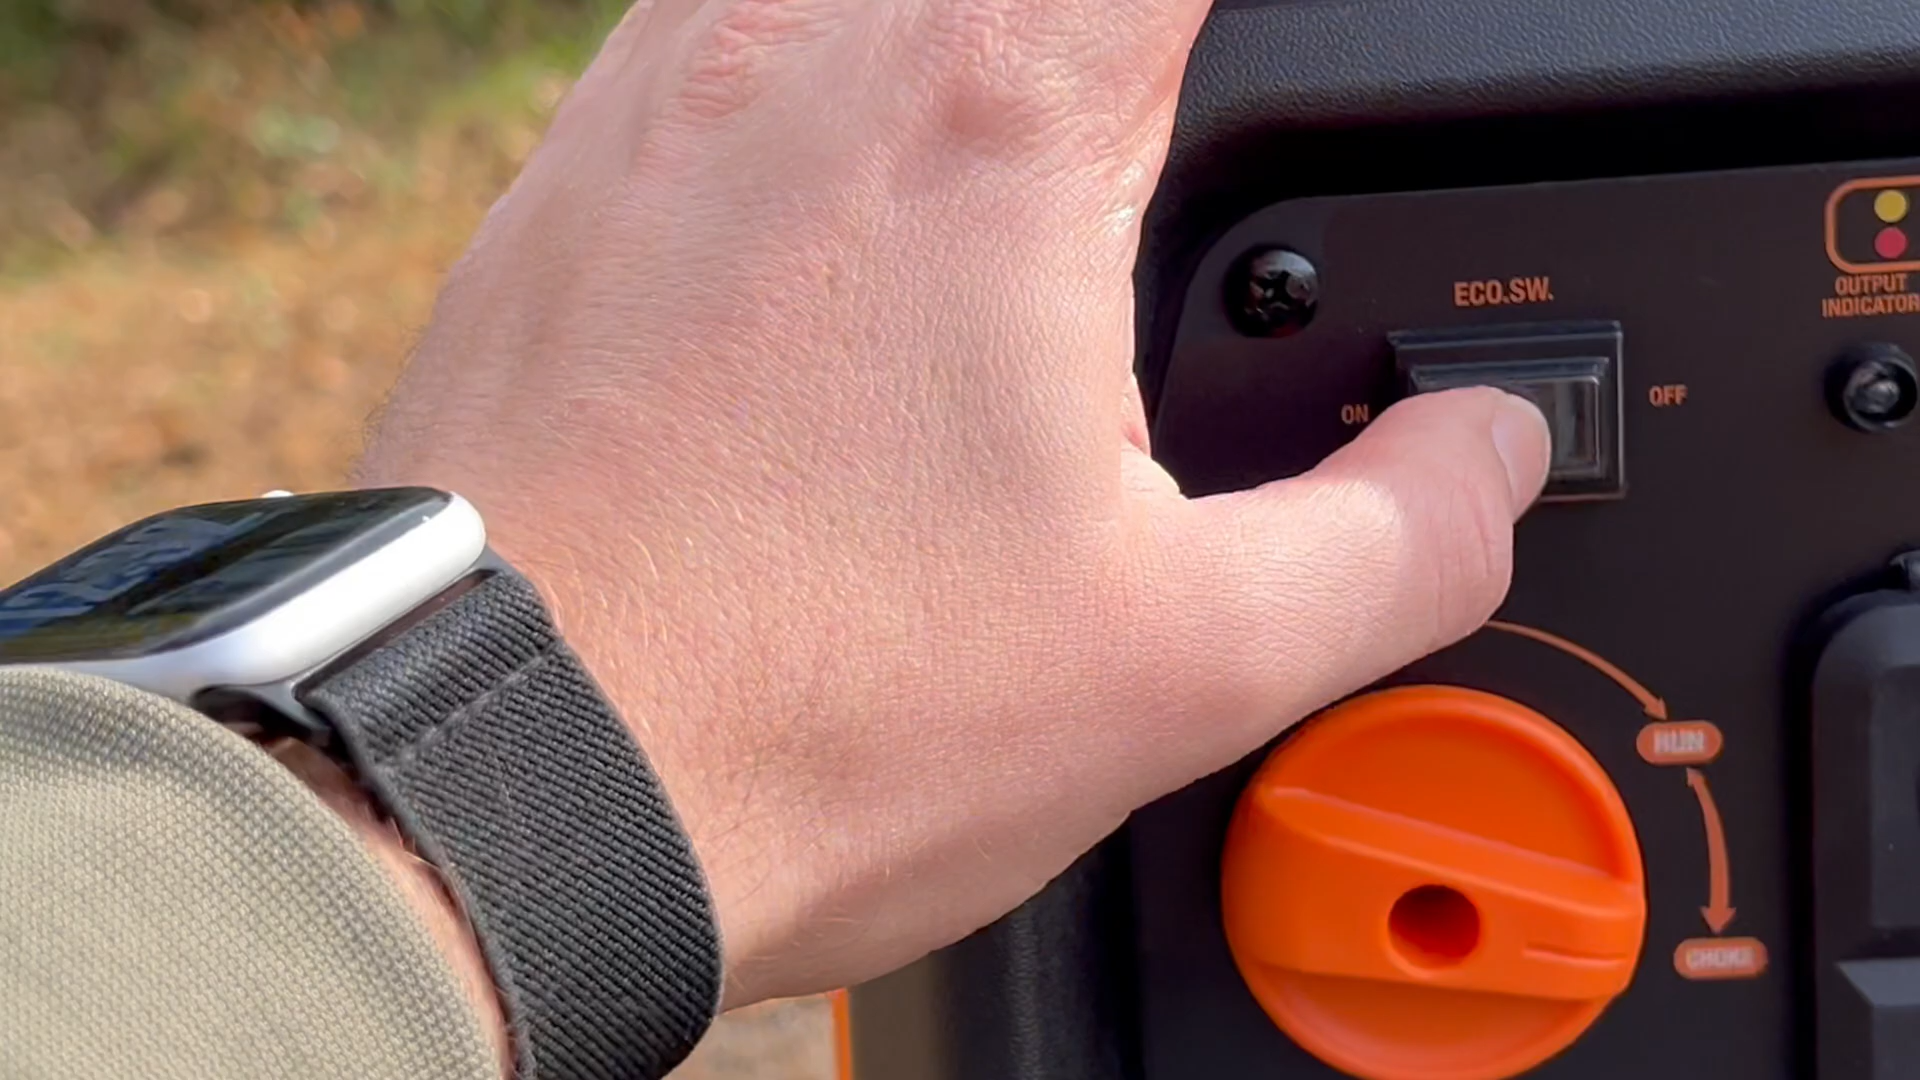 ECO.SW.
ON
OFF
OUTPUT
INDICATOR
RUN
CHOKE